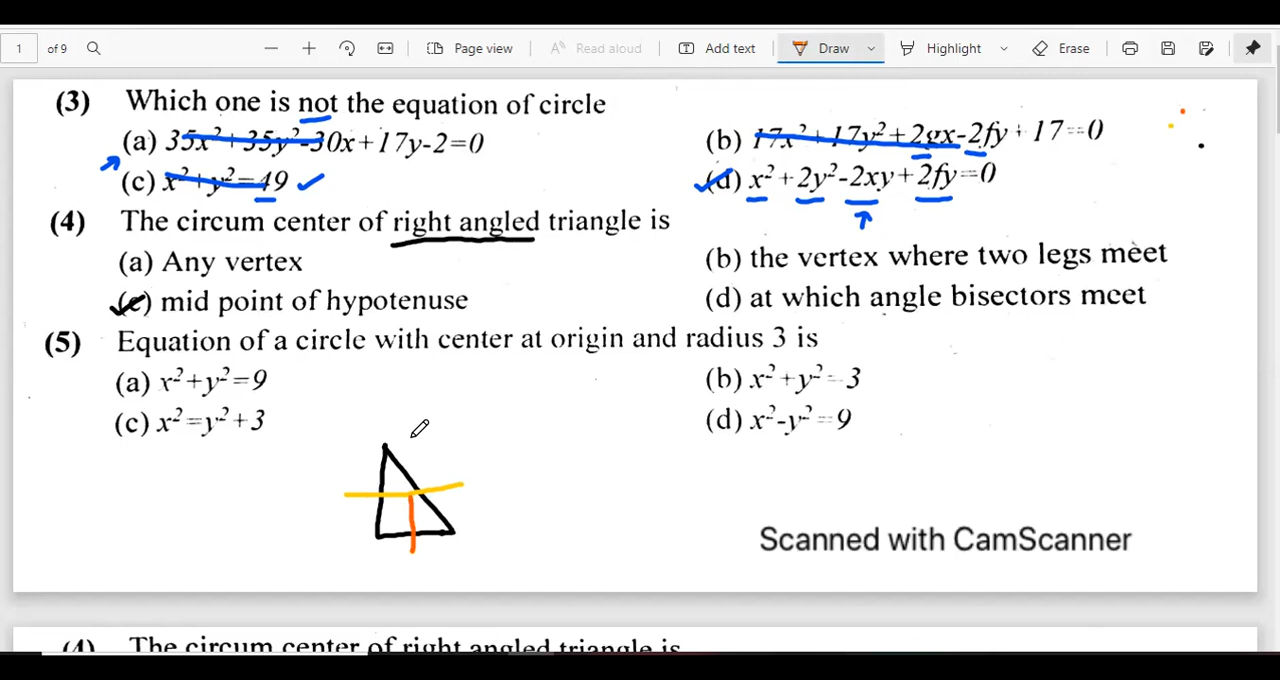 1 of 9 Page view Read aloud Add text Draw Highlight Erase
(3) Which one is not the equation of circle
(a) 35x²+35y²-30x+17y-2=0 (b) 17x²+17y²+2gx-2fy+17=0
(c) x²+y²=49 (d) x²+2y²-2xy+2fy=0
(4) The circum center of right angled triangle is
(a) Any vertex (b) the vertex where two legs meet
(c) mid point of hypotenuse (d) at which angle bisectors meet
(5) Equation of a circle with center at origin and radius 3 is
(a) x²+y²=9 (b) x²+y²=3
(c) x²=y²+3 (d) x²-y²=9
Scanned with CamScanner
(4) The circum center of right angled triangle is